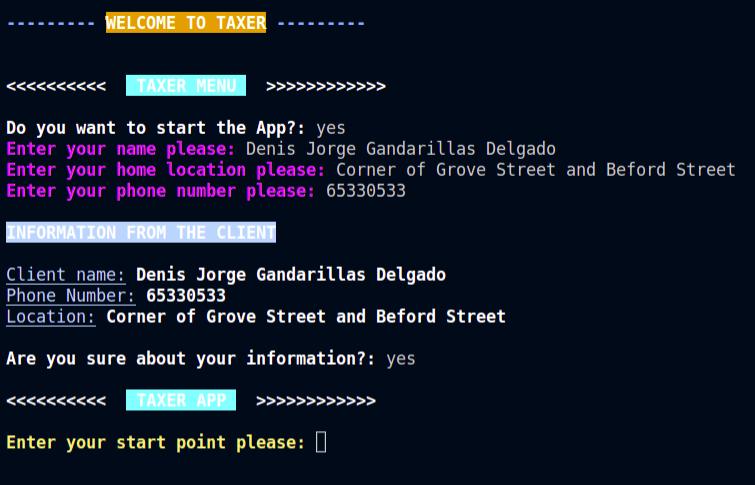 --------- WELCOME TO TAXER ---------
<<<<<<<<<< TAXER MENU >>>>>>>>>>>>
Do you want to start the App?: yes
Enter your name please: Denis Jorge Gandarillas Delgado
Enter your home location please: Corner of Grove Street and Beford Street
Enter your phone number please: 65330533
INFORMATION FROM THE CLIENT
Client name: Denis Jorge Gandarillas Delgado
Phone Number: 65330533
Location: Corner of Grove Street and Beford Street
Are you sure about your information?: yes
<<<<<<<<<< TAXER APP >>>>>>>>>>>>
Enter your start point please: